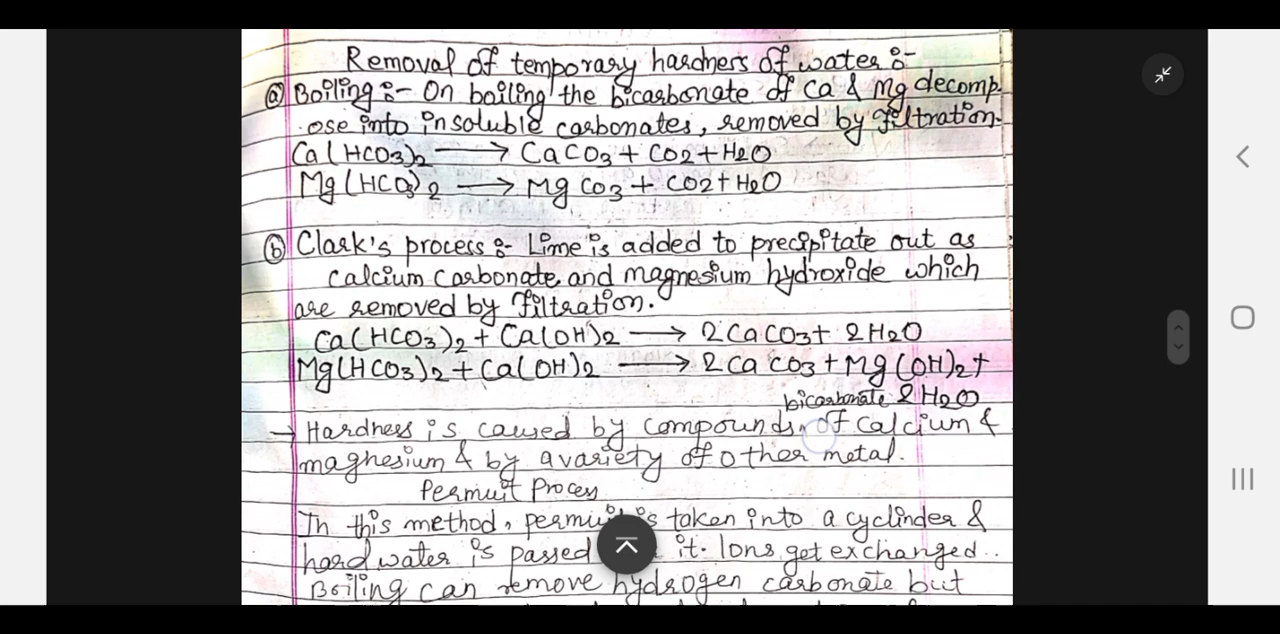 Removal of temporary hardness of water :-
(a) Boiling :- On boiling the bicarbonate of Ca & Mg decomp
ose into insoluble carbonates, removed by filtration.
Ca(HCO3)2 → CaCO3 + CO2 + H2O
Mg(HCO3)2 → MgCO3 + CO2 + H2O
(b) Clark's process :- Lime is added to precipitate out as
calcium carbonate and magnesium hydroxide which
are removed by filtration.
Ca(HCO3)2 + Ca(OH)2 → 2CaCO3 + 2H2O
Mg(HCO3)2 + Ca(OH)2 → 2CaCO3 + Mg(OH)2 +
bicarbonate 2H2O
→ Hardness is caused by compounds, of calcium &
magnesium & by a variety of other metal.
Permuit Process
In this method, is taken into a cyclinder &
hard water is passed it. Ions get exchanged..
Boiling can remove hydrogen carbonate but